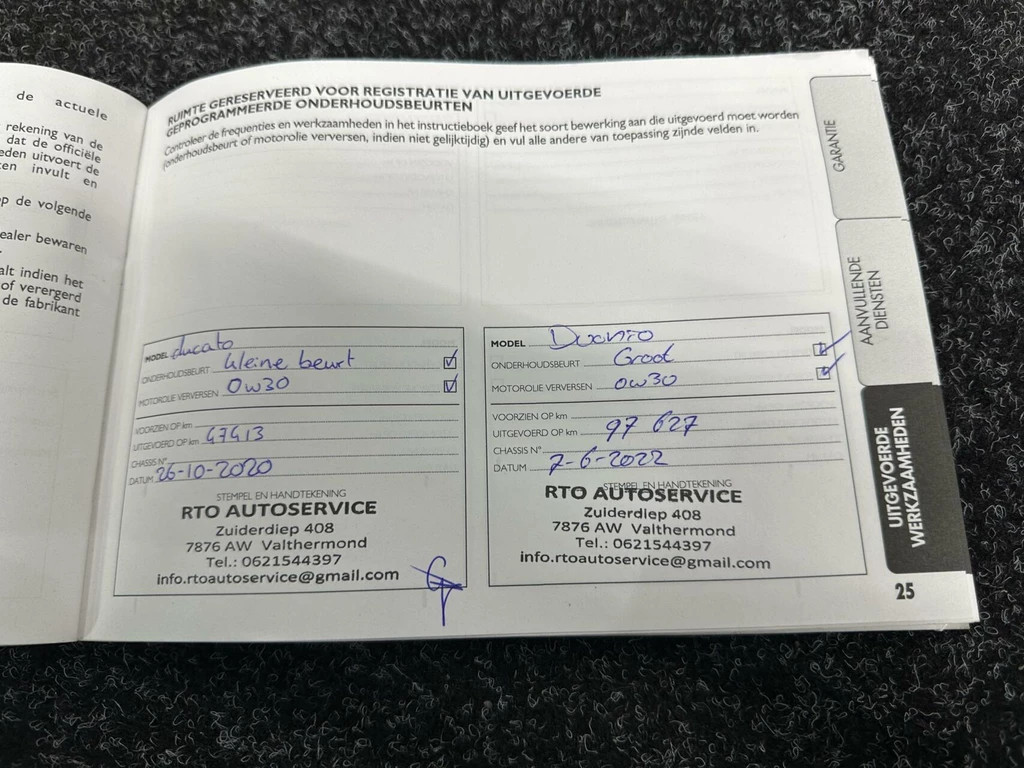 de actuele
rekening van de
dat de officiële
eden uitvoert de
en invult en
p de volgende
ealer bewaren
alt indien het
of verergerd
de fabrikant
RUIMTE GERESERVEERD VOOR REGISTRATIE VAN UITGEVOERDE
GEPROGRAMMEERDE ONDERHOUDSBEURTEN
Controleer de frequenties en werkzaamheden in het instructieboek geef het soort bewerking aan die uitgevoerd moet worden
(onderhoudsbeurt of motorolie verversen, indien niet gelijktijdig) en vul alle andere van toepassing zijnde velden in.
MODEL ducato
ONDERHOUDSBEURT kleine beurt
MOTOROLIE VERVERSEN 0w30
VOORZIEN OP km
UITGEVOERD OP km 47413
CHASSIS N°
DATUM 26-10-2020
STEMPEL EN HANDTEKENING
RTO AUTOSERVICE
Zuiderdiep 408
7876 AW Valthermond
Tel.: 0621544397
info.rtoautoservice@gmail.com
MODEL
ONDERHOUDSBEURT Groot
MOTOROLIE VERVERSEN 0w30
VOORZIEN OP km
UITGEVOERD OP km 97 627
CHASSIS N°
DATUM 7-6-2022
STEMPEL EN HANDTEKENING
RTO AUTOSERVICE
Zuiderdiep 408
7876 AW Valthermond
Tel.: 0621544397
info.rtoautoservice@gmail.com
GARANTIE
AANVULLENDE
DIENSTEN
UITGEVOERDE
WERKZAAMHEDEN
25